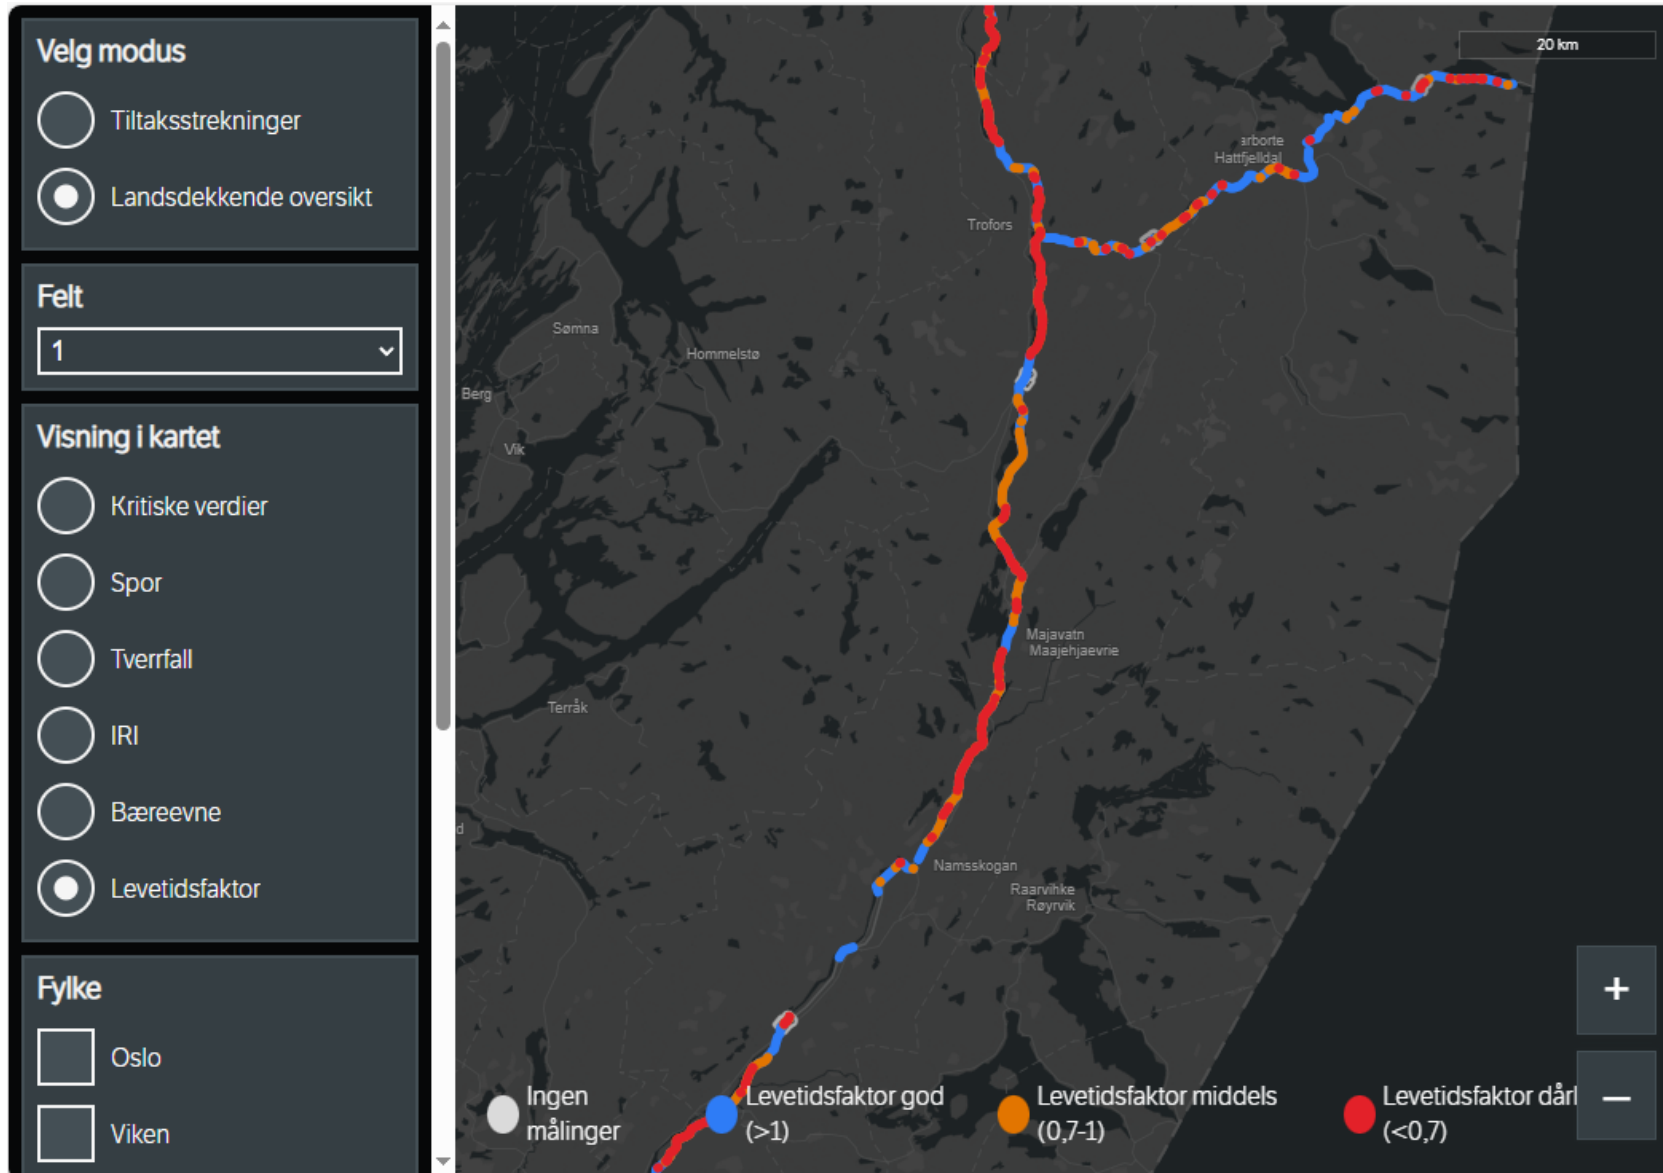 Velg modus
Tiltaksstrekninger
Landsdekkende oversikt
Felt
1
Visning i kartet
Kritiske verdier
Spor
Tverrfall
IRI
Bæreevne
Levetidsfaktor
Fylke
Oslo
Viken
20 km
arborte
Hattfjelldal
Trofors
Sømna
Hommelstø
Berg
Vik
Majavatn
Maajehjaevrie
Terråk
d
Namsskogan
Raarvihke
Røyrvik
+
−
Ingen
målinger
Levetidsfaktor god
(>1)
Levetidsfaktor middels
(0,7-1)
Levetidsfaktor dårl
(<0,7)